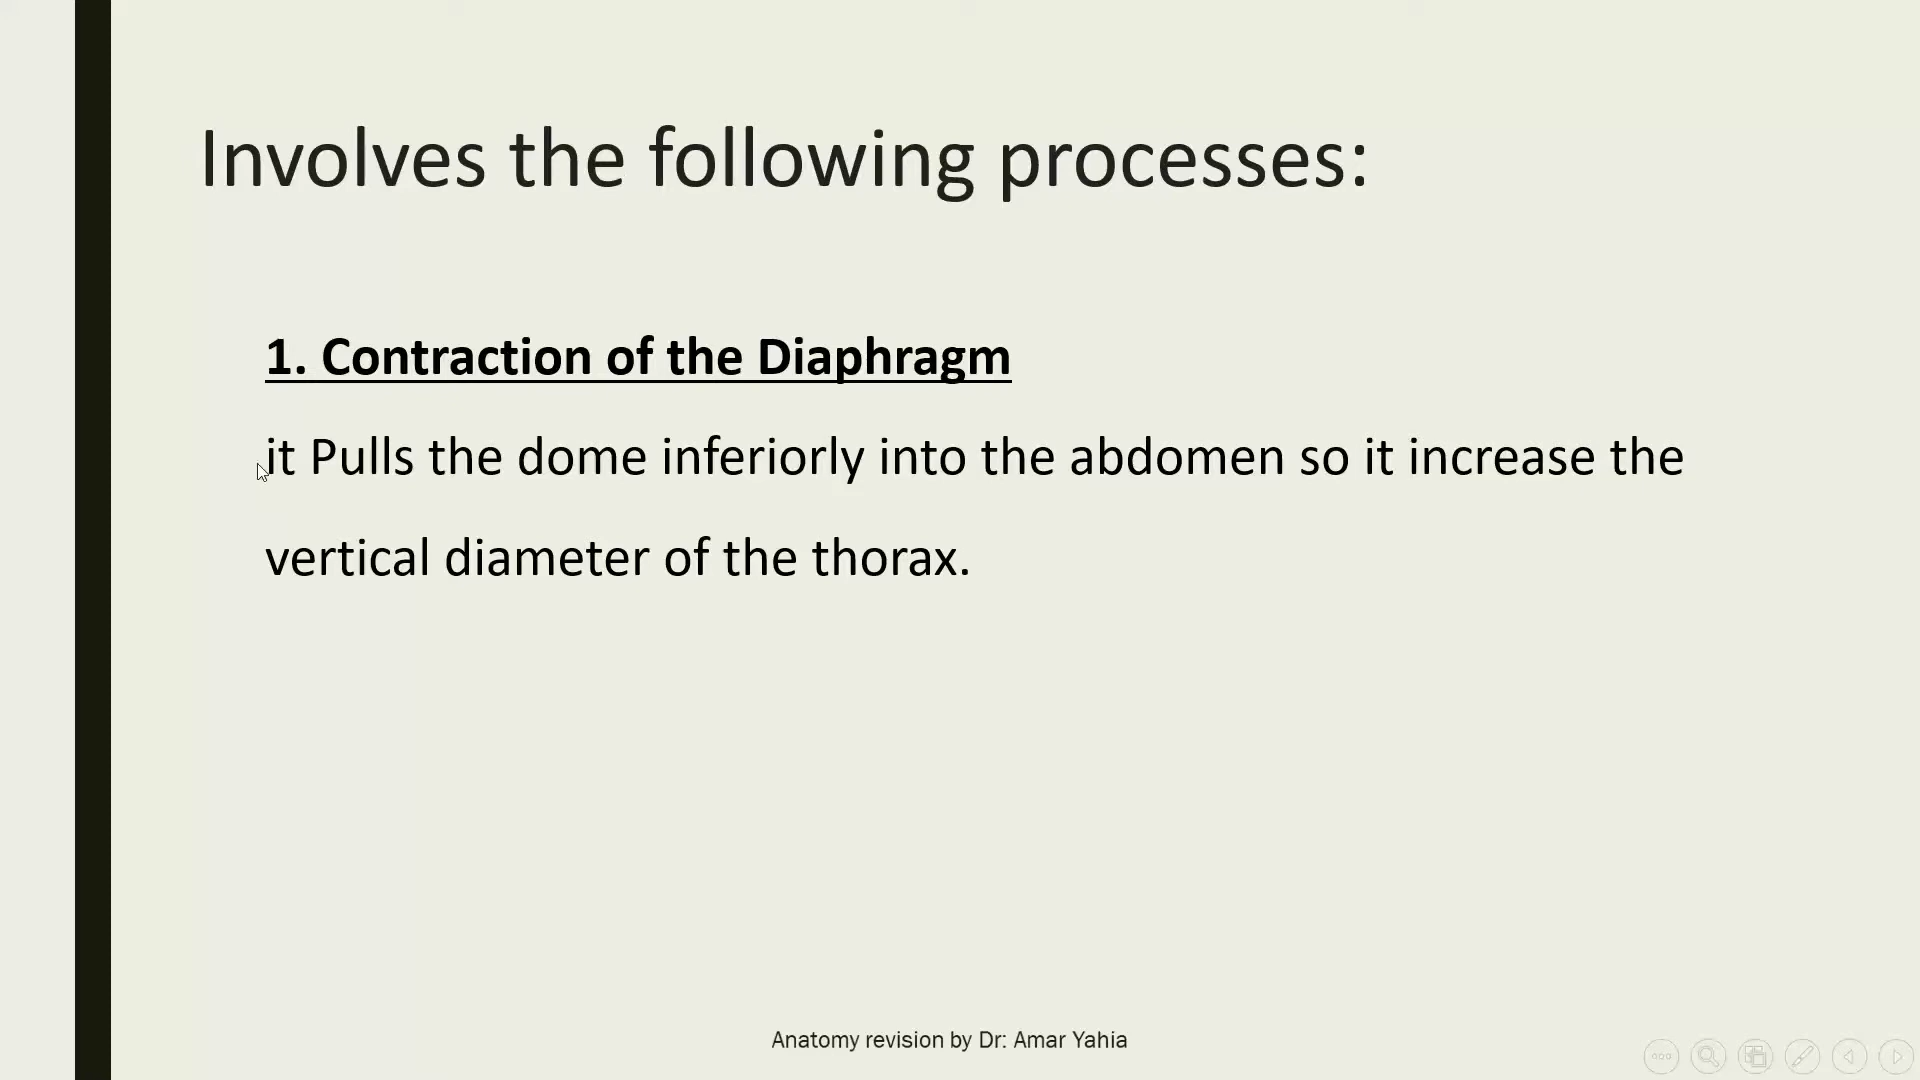 Involves the following processes:
1. Contraction of the Diaphragm
it Pulls the dome inferiorly into the abdomen so it increase the
vertical diameter of the thorax.
Anatomy revision by Dr: Amar Yahia